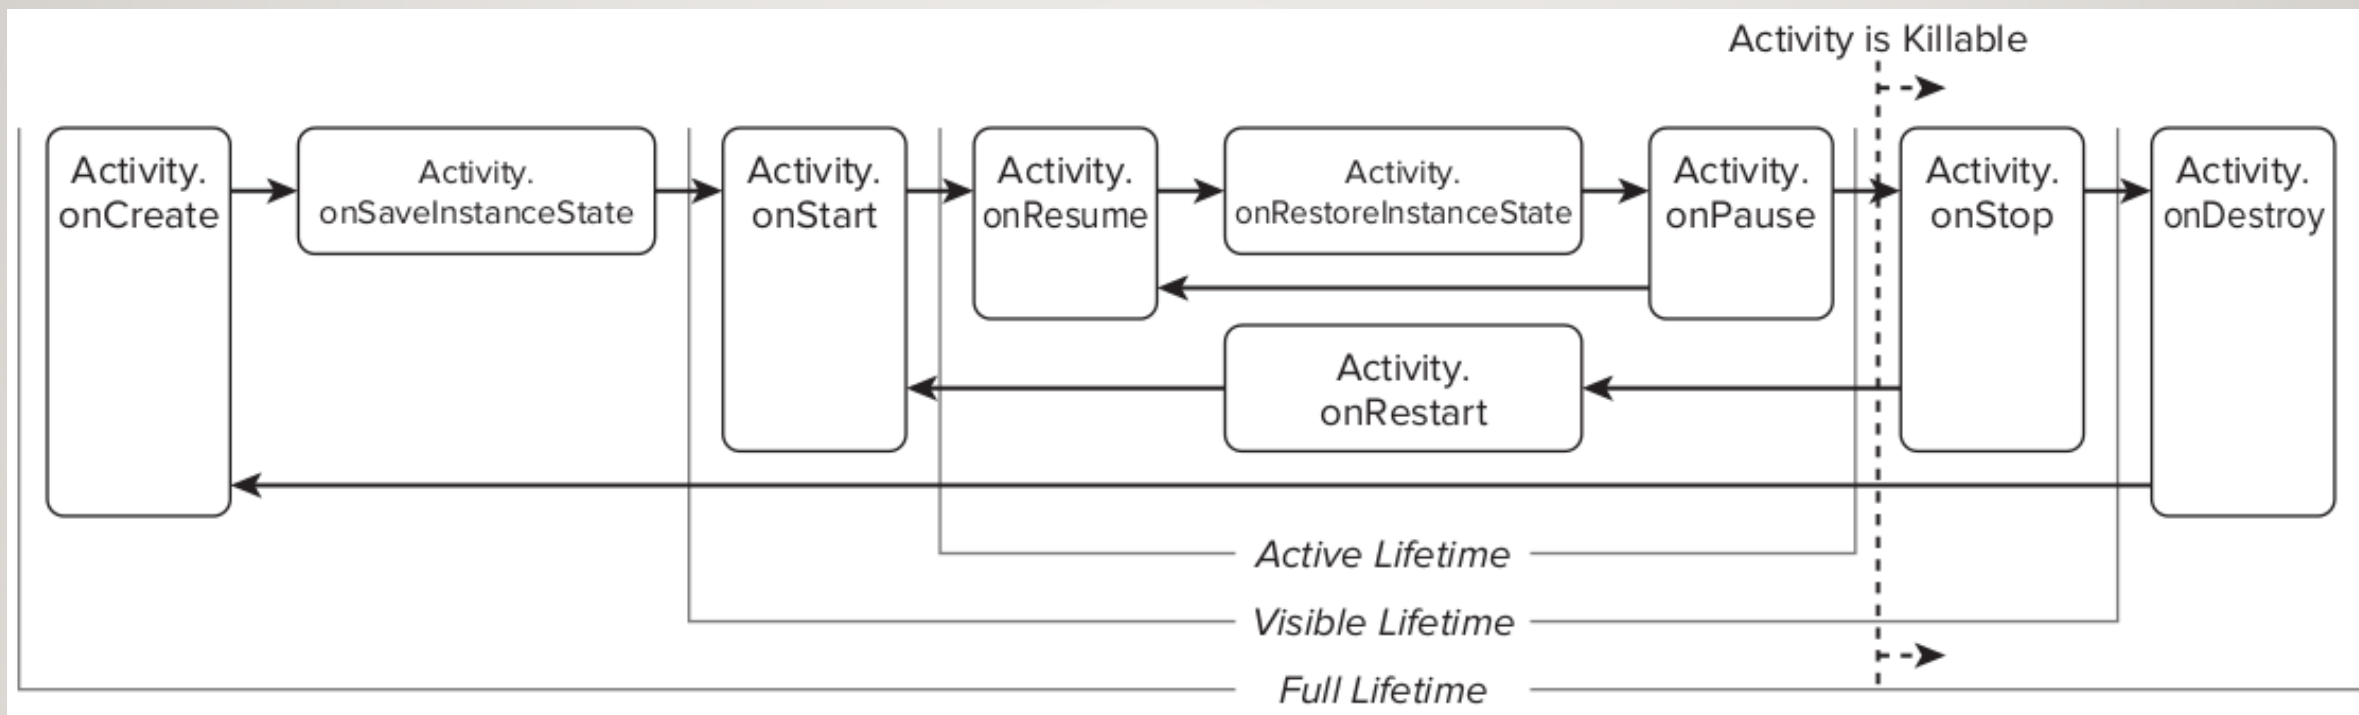 Activity is Killable
Activity.
onCreate
Activity.
onSaveInstanceState
Activity.
onStart
Activity.
onResume
Activity.
onRestoreInstanceState
Activity.
onPause
Activity.
onStop
Activity.
onDestroy
Activity.
onRestart
Active Lifetime
Visible Lifetime
Full Lifetime